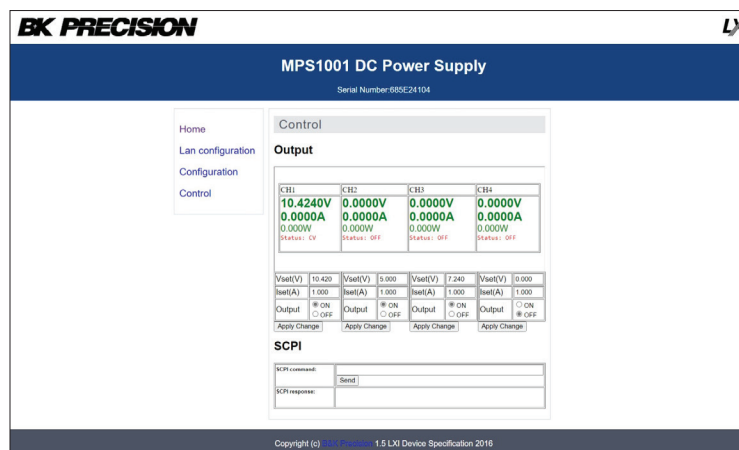 BK PRECISION
LX
MPS1001 DC Power Supply
Serial Number:685E24104
Home
Lan configuration
Configuration
Control
Control
Output
CH1 CH2 CH3 CH4
10.4240V 0.0000V 0.0000V 0.0000V
0.0000A 0.0000A 0.0000A 0.0000A
0.000W 0.000W 0.000W 0.000W
Status: CV Status: OFF Status: OFF Status: OFF
Vset(V) 10.420 Vset(V) 5.000 Vset(V) 7.240 Vset(V) 0.000
Iset(A) 1.000 Iset(A) 1.000 Iset(A) 1.000 Iset(A) 1.000
Output ON OFF Output ON OFF Output ON OFF Output ON OFF
Apply Change Apply Change Apply Change Apply Change
SCPI
SCPI command:
Send
SCPI response:
Copyright (c) B&K Precision 1.5 LXI Device Specification 2016